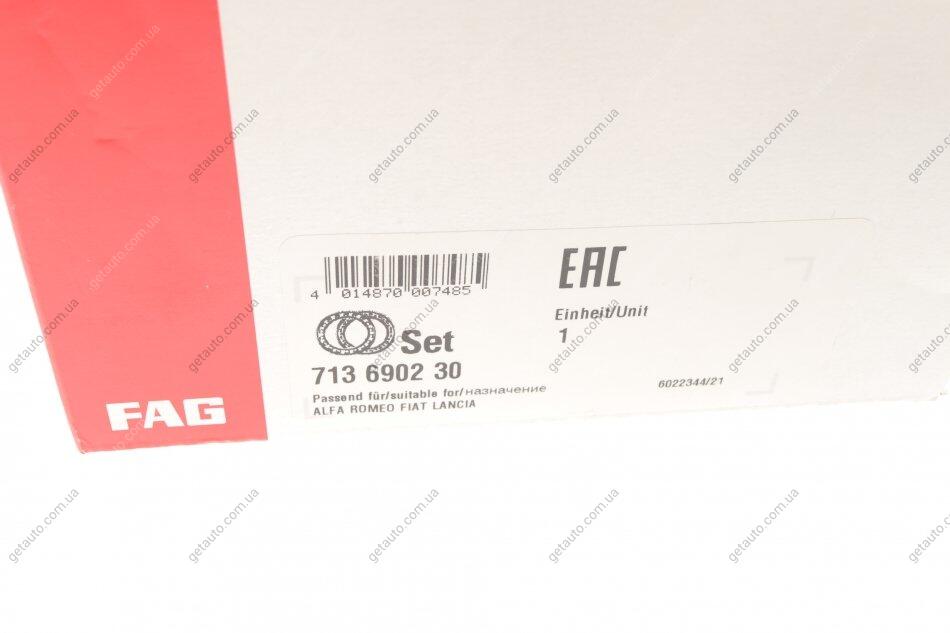 4 014870 007485
EAC
Einheit/Unit
1
Set
713 6902 30
Passend für/suitable for/назначение
ALFA ROMEO FIAT LANCIA
6022344/21
FAG
getauto.com.ua